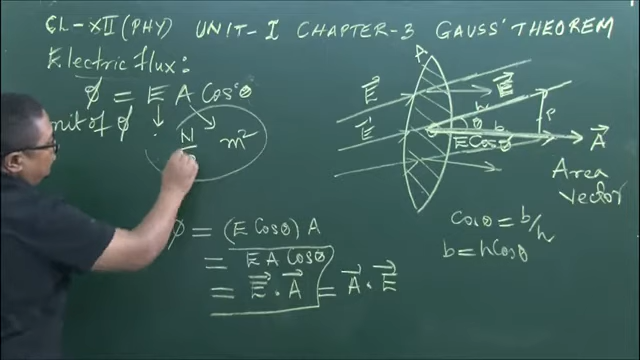 CL-XII (PHY) UNIT-I CHAPTER-3 GAUSS' THEOREM
Electric flux:
ϕ = E A Cosθ
Unit of ϕ
N m²
ϕ = (E Cosθ) A
= E A Cosθ
= E⃗ . A⃗ = A⃗ . E⃗
A
E⃗
E⃗
E⃗
h
p
θ
b
E Cosθ
A⃗
Area
Vector
Cosθ = b/h
b = hCosθ